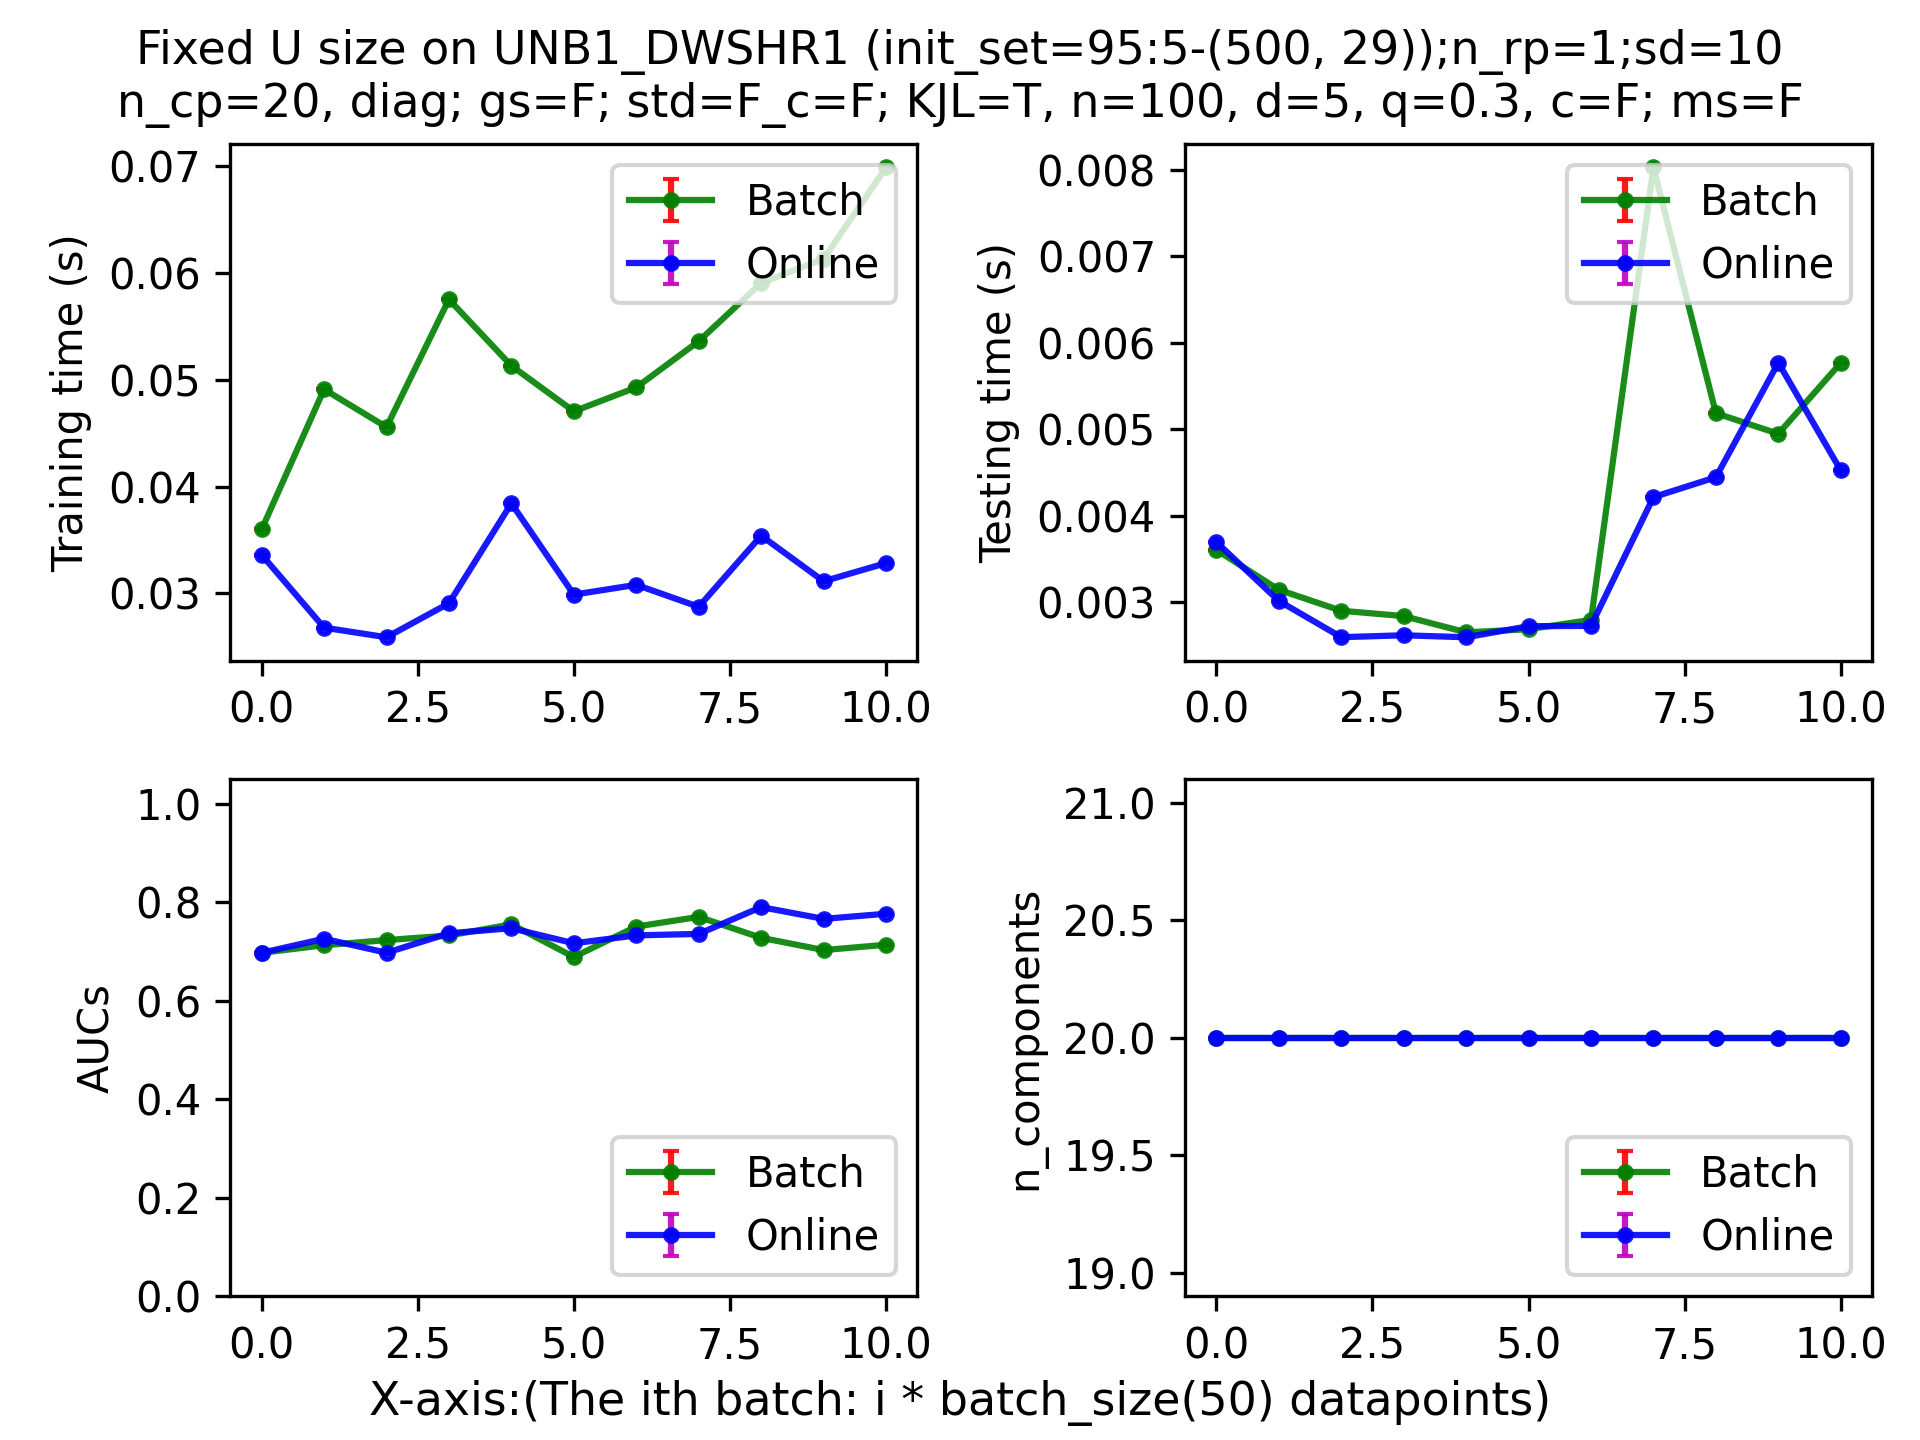 Fixed U size on UNB1_DWSHR1 (init_set=95:5-(500, 29));n_rp=1;sd=10
n_cp=20, diag; gs=F; std=F_c=F; KJL=T, n=100, d=5, q=0.3, c=F; ms=F
Training time (s)
0.07
0.06
0.05
0.04
0.03
Batch
Online
0.0 2.5 5.0 7.5 10.0
Testing time (s)
0.008
0.007
0.006
0.005
0.004
0.003
Batch
Online
0.0 2.5 5.0 7.5 10.0
AUCs
1.0
0.8
0.6
0.4
0.2
0.0
Batch
Online
0.0 2.5 5.0 7.5 10.0
n_components
21.0
20.5
20.0
19.5
19.0
Batch
Online
0.0 2.5 5.0 7.5 10.0
X-axis:(The ith batch: i * batch_size(50) datapoints)